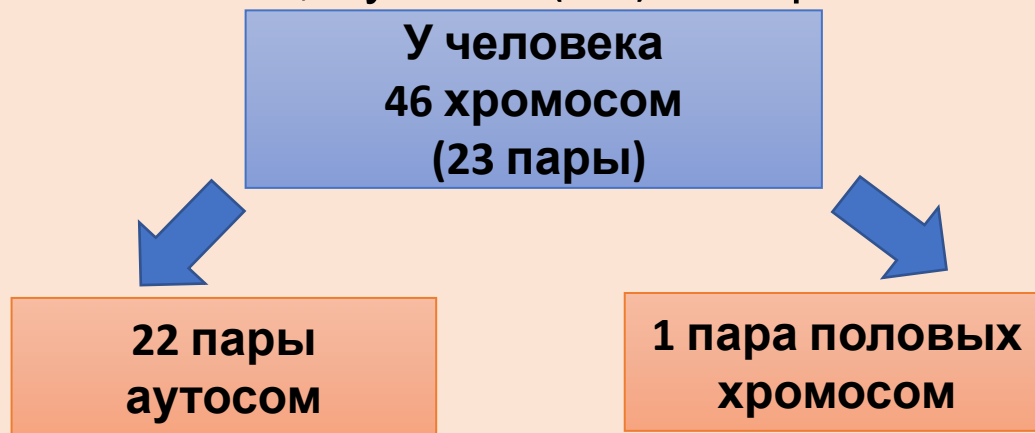 У человека
46 хромосом
(23 пары)
22 пары
аутосом
1 пара половых
хромосом